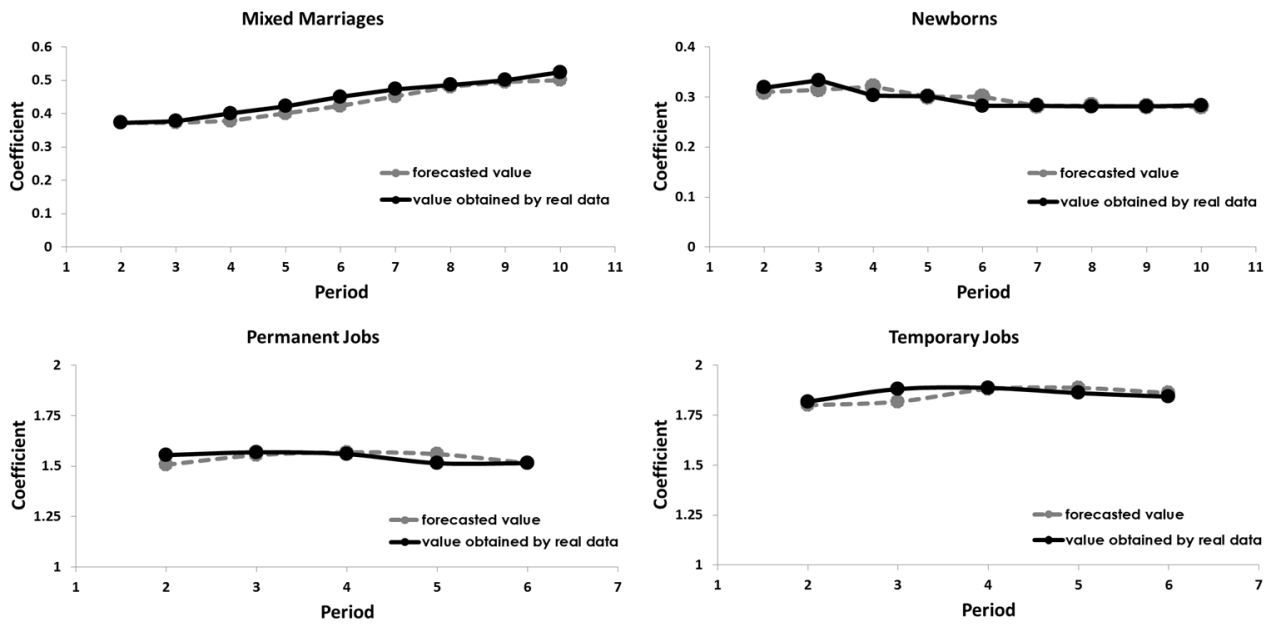 Mixed Marriages
0.6
0.5
0.4
0.3
0.2
0.1
0
Coefficient
forecasted value
value obtained by real data
1 2 3 4 5 6 7 8 9 10 11
Period
Newborns
0.4
0.3
0.2
0.1
0
Coefficient
forecasted value
value obtained by real data
1 2 3 4 5 6 7 8 9 10 11
Period
Permanent Jobs
2
1.75
1.5
1.25
1
Coefficient
forecasted value
value obtained by real data
1 2 3 4 5 6 7
Period
Temporary Jobs
2
1.75
1.5
1.25
1
Coefficient
forecasted value
value obtained by real data
1 2 3 4 5 6 7
Period